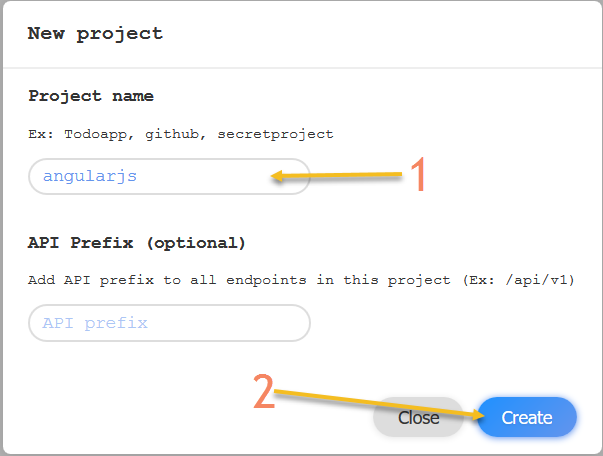 New project
Project name
Ex: Todoapp, github, secretproject
angularjs
1
API Prefix (optional)
Add API prefix to all endpoints in this project (Ex: /api/v1)
API prefix
2
Close Create